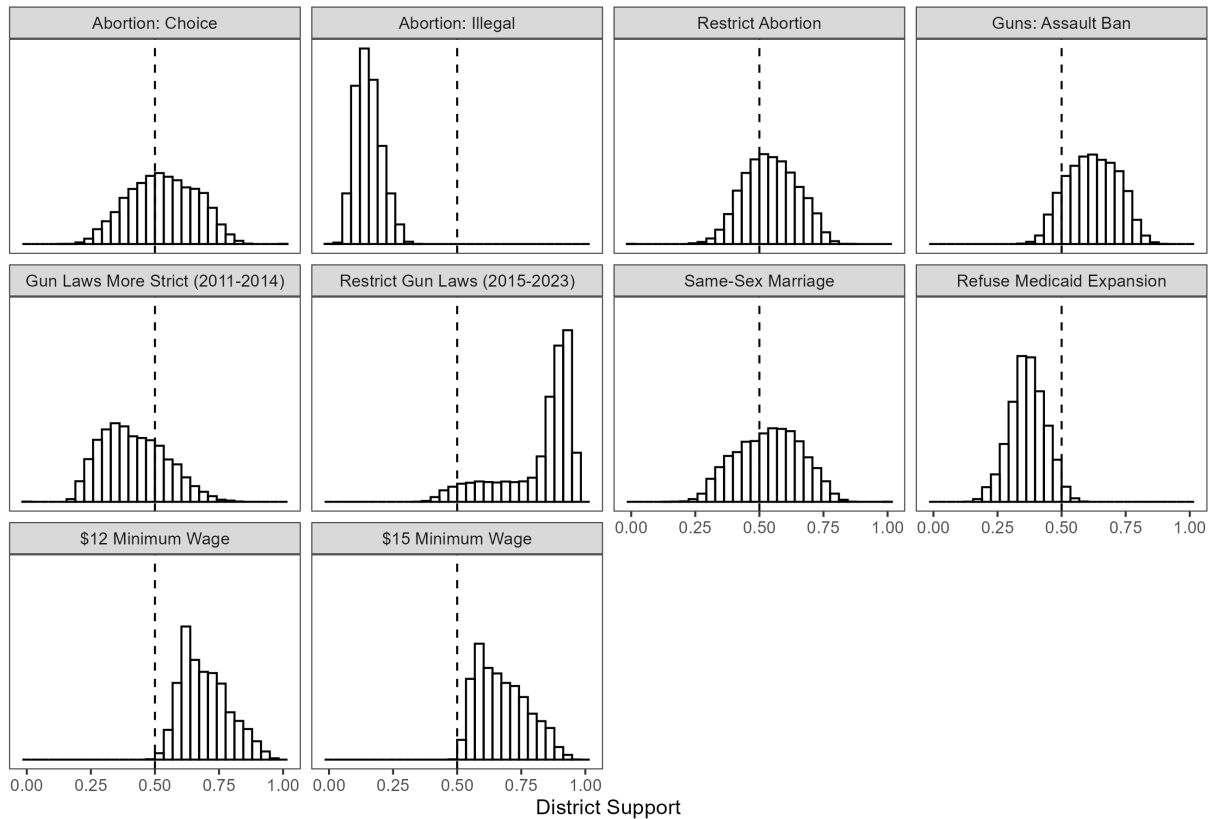 Abortion: Choice
Abortion: Illegal
Restrict Abortion
Guns: Assault Ban
Gun Laws More Strict (2011-2014)
Restrict Gun Laws (2015-2023)
Same-Sex Marriage
Refuse Medicaid Expansion
0.00 0.25 0.50 0.75 1.00
0.00 0.25 0.50 0.75 1.00
$12 Minimum Wage
$15 Minimum Wage
0.00 0.25 0.50 0.75 1.00
0.00 0.25 0.50 0.75 1.00
District Support